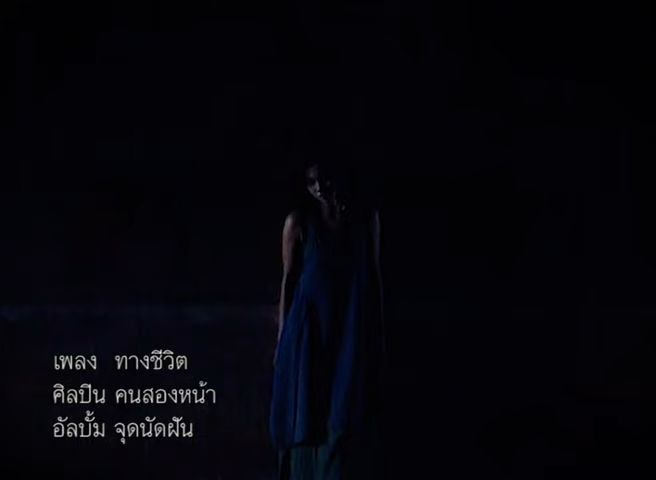 เพลง ทางชีวิต
ศิลปิน คนสองหน้า
อัลบั้ม จุดนัดฝัน